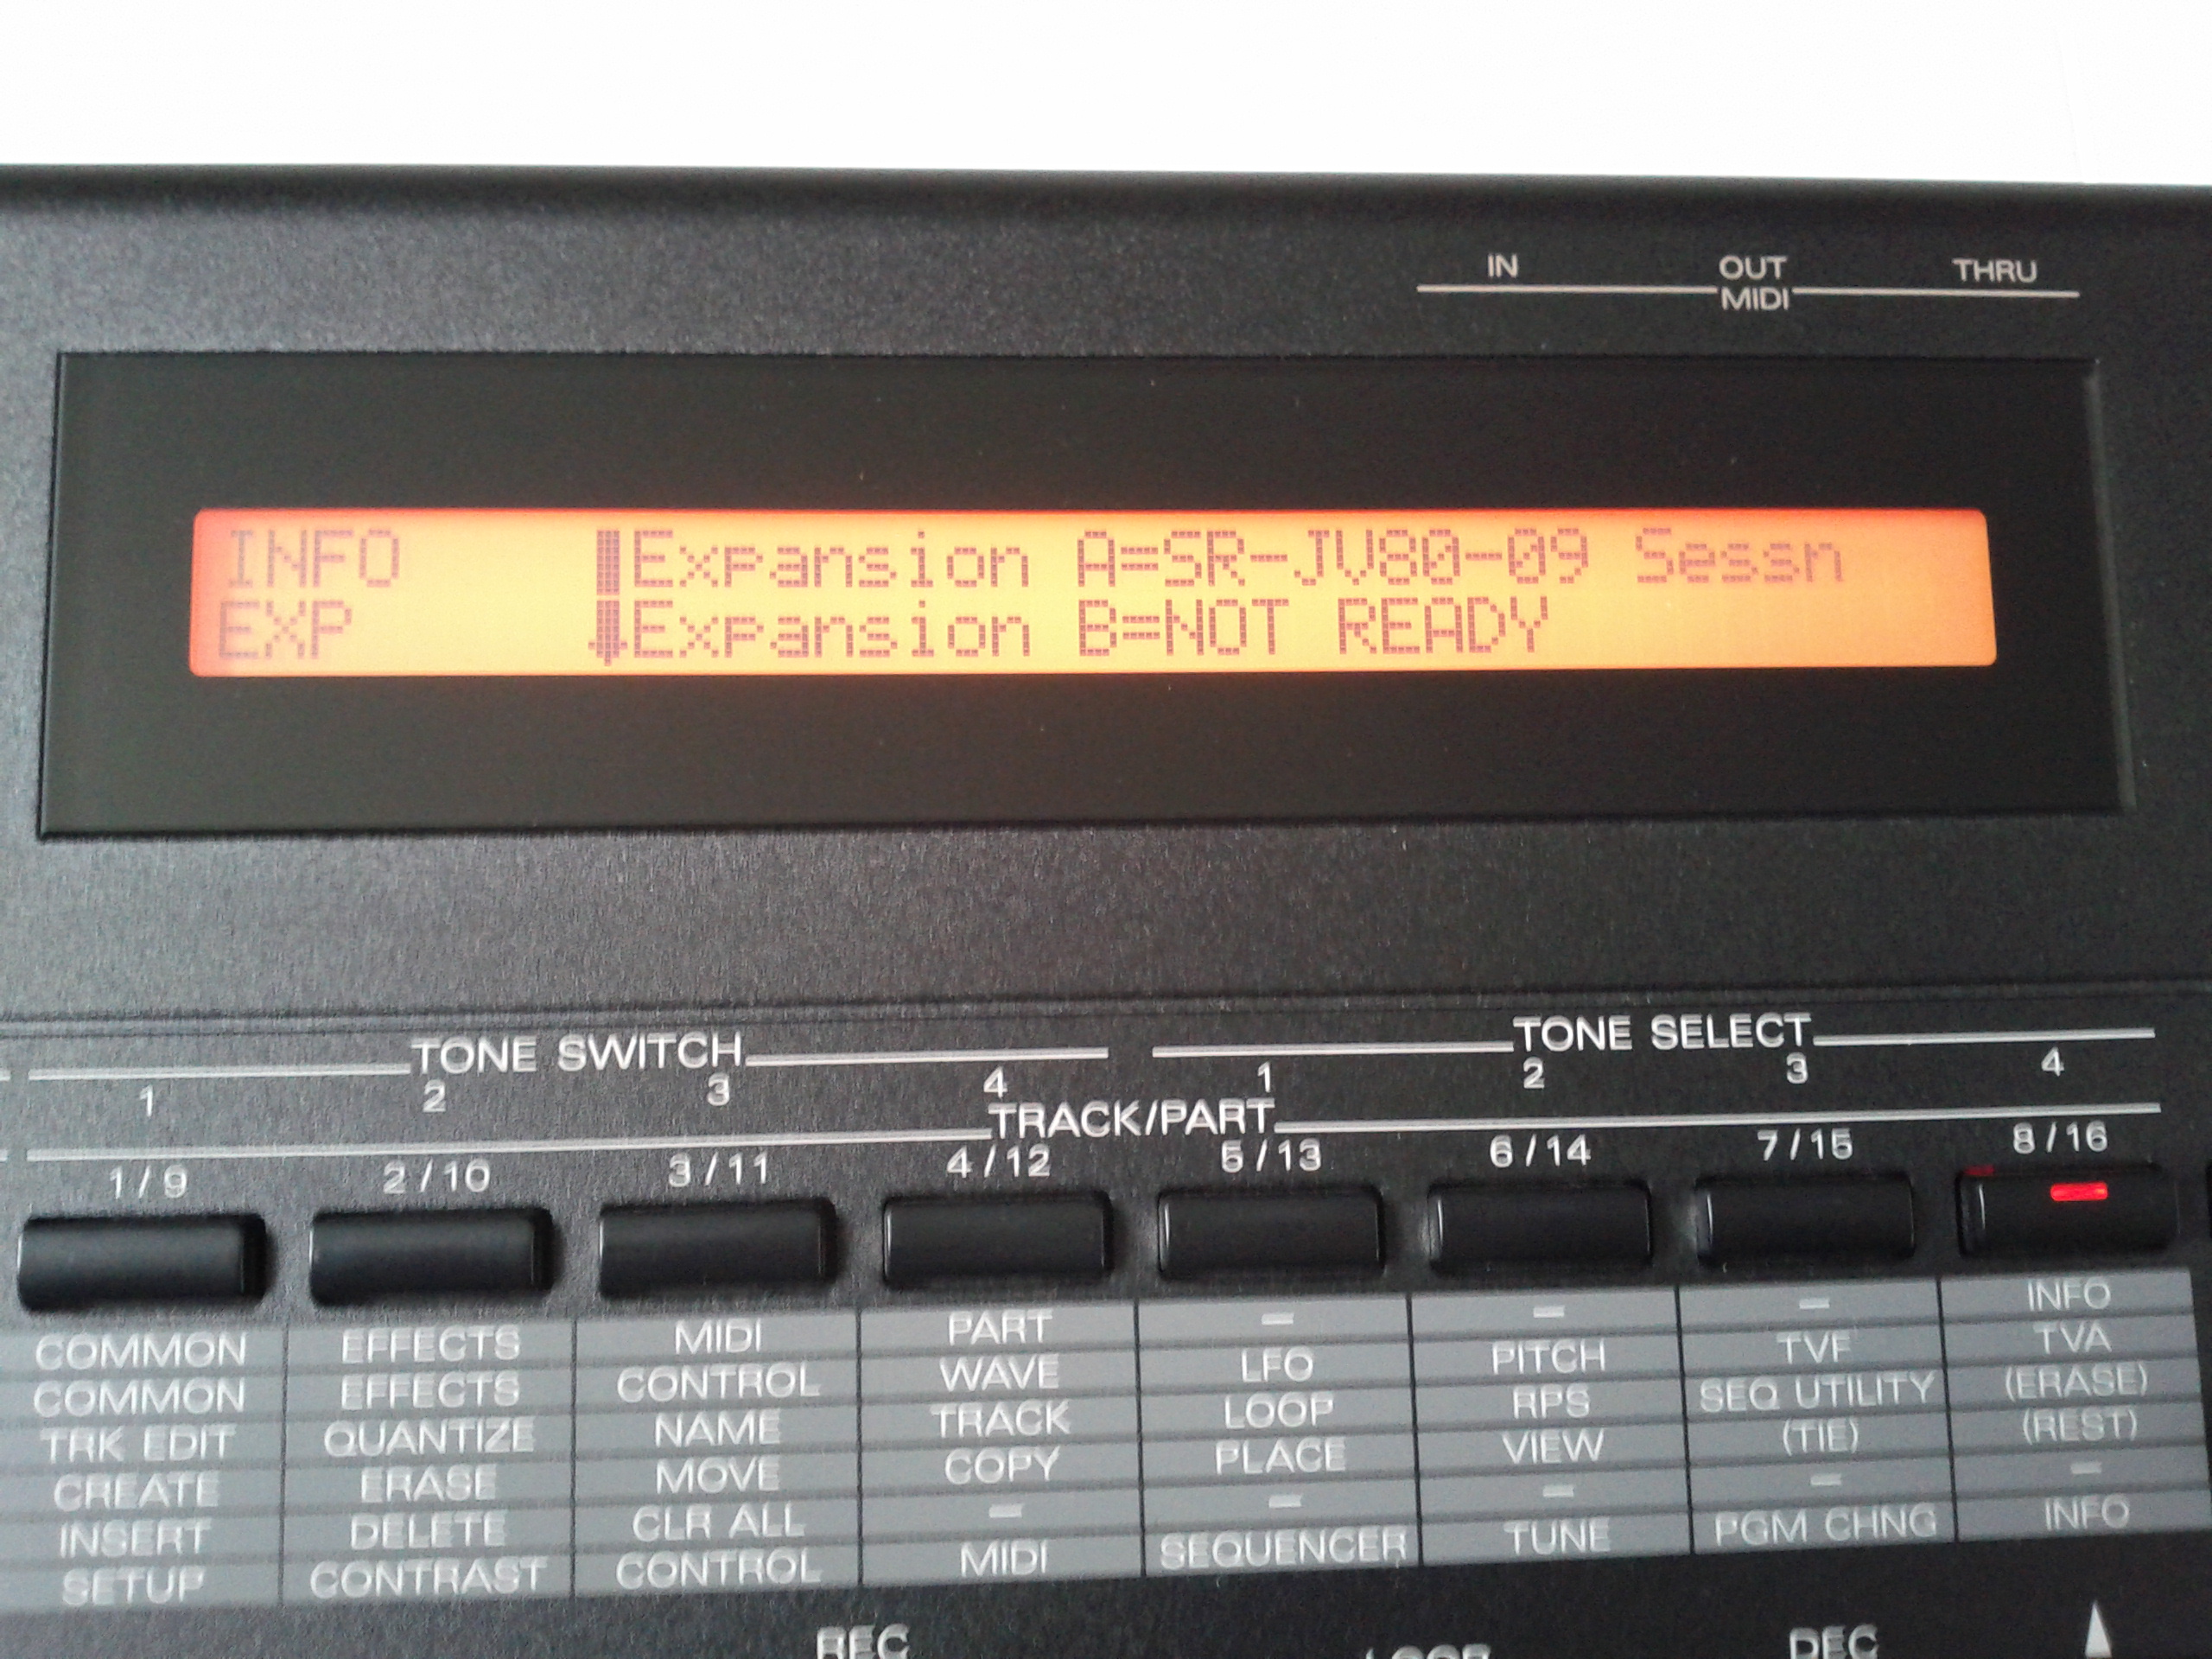 IN OUT THRU
MIDI
INFO Expansion A=SR-JV80-09 Sessn
EXP Expansion B=NOT READY
TONE SWITCH TONE SELECT
1 2 3 4 1 2 3 4
TRACK/PART
1/9 2/10 3/11 4/12 5/13 6/14 7/15 8/16
COMMON EFFECTS MIDI PART – – – INFO
COMMON EFFECTS CONTROL WAVE LFO PITCH TVF TVA
TRK EDIT QUANTIZE NAME TRACK LOOP RPS SEQ UTILITY (ERASE)
CREATE ERASE MOVE COPY PLACE VIEW (TIE) (REST)
INSERT DELETE CLR ALL – – – – –
SETUP CONTRAST CONTROL MIDI SEQUENCER TUNE PGM CHNG INFO
REC LOOP DEC